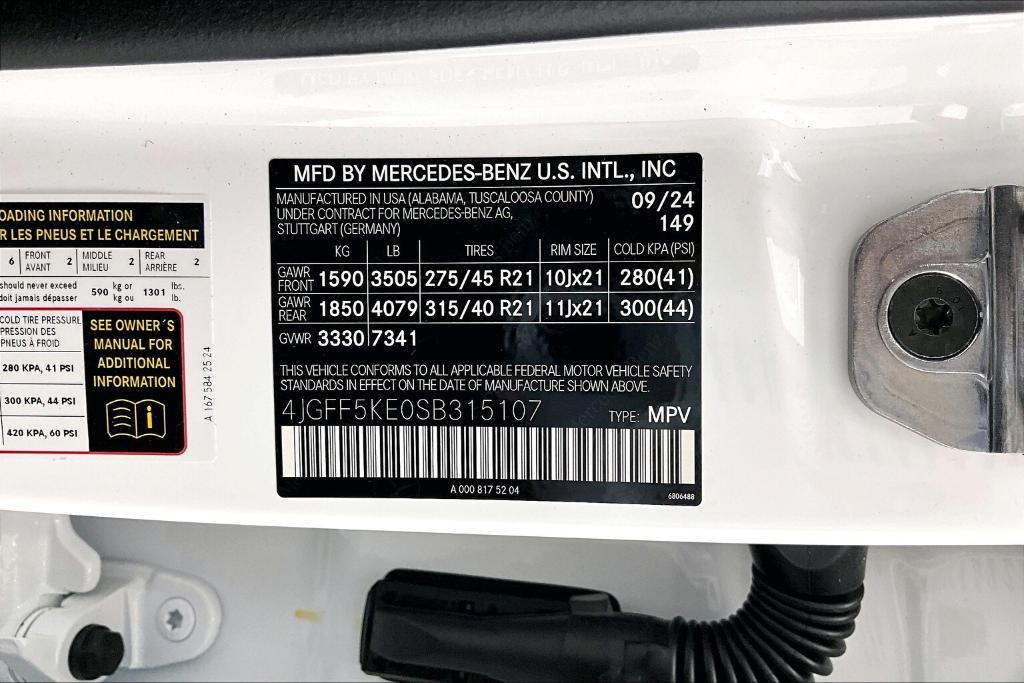 OADING INFORMATION
R LES PNEUS ET LE CHARGEMENT
6 FRONT AVANT 2 MIDDLE MILIEU 2 REAR ARRIÈRE 2
should never exceed
doit jamais dépasser
590 kg or kg ou 1301 lbs. lb.
COLD TIRE PRESSURE
PRESSION DES
PNEUS À FROID
280 KPA, 41 PSI
300 KPA, 44 PSI
420 KPA, 60 PSI
SEE OWNER´S
MANUAL FOR
ADDITIONAL
INFORMATION
A 167 584 25 24
MFD BY MERCEDES-BENZ U.S. INTL., INC
MANUFACTURED IN USA (ALABAMA, TUSCALOOSA COUNTY)
UNDER CONTRACT FOR MERCEDES-BENZ AG,
STUTTGART (GERMANY)
09/24
149
KG LB TIRES RIM SIZE COLD KPA(PSI)
GAWR FRONT 1590 3505 275/45 R21 10Jx21 280(41)
GAWR REAR 1850 4079 315/40 R21 11Jx21 300(44)
GVWR 3330 7341
THIS VEHICLE CONFORMS TO ALL APPLICABLE FEDERAL MOTOR VEHICLE SAFETY
STANDARDS IN EFFECT ON THE DATE OF MANUFACTURE SHOWN ABOVE.
4JGFF5KE0SB315107 TYPE: MPV
A 000 817 52 04
6806488